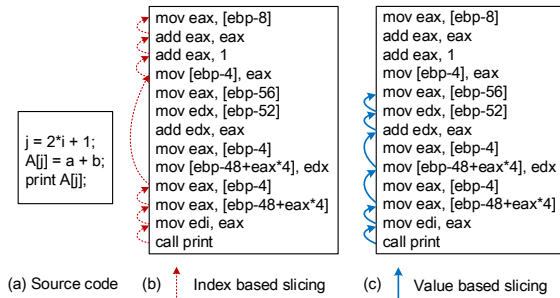 j = 2*i + 1;
A[j] = a + b;
print A[j];
mov eax, [ebp-8]
add eax, eax
add eax, 1
mov [ebp-4], eax
mov eax, [ebp-56]
mov edx, [ebp-52]
add edx, eax
mov eax, [ebp-4]
mov [ebp-48+eax*4], edx
mov eax, [ebp-4]
mov eax, [ebp-48+eax*4]
mov edi, eax
call print
mov eax, [ebp-8]
add eax, eax
add eax, 1
mov [ebp-4], eax
mov eax, [ebp-56]
mov edx, [ebp-52]
add edx, eax
mov eax, [ebp-4]
mov [ebp-48+eax*4], edx
mov eax, [ebp-4]
mov eax, [ebp-48+eax*4]
mov edi, eax
call print
(a) Source code
(b) Index based slicing
(c) Value based slicing